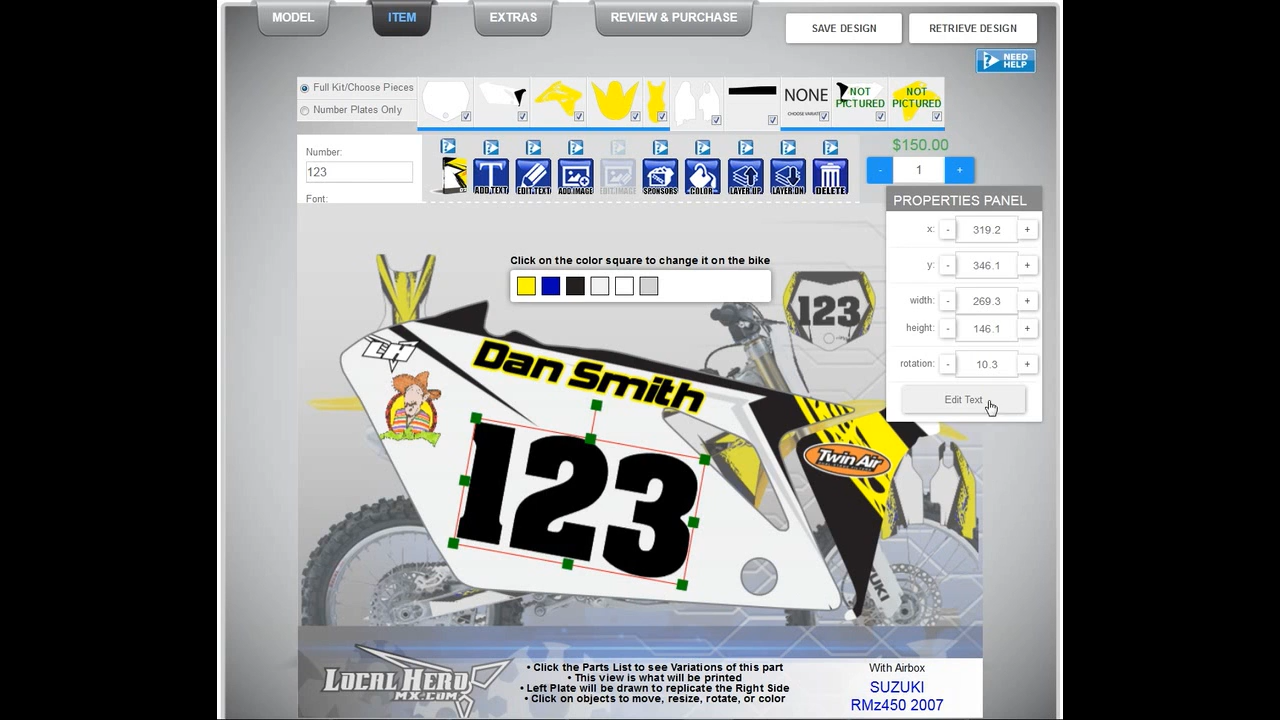 MODEL
ITEM
EXTRAS
REVIEW & PURCHASE
SAVE DESIGN
RETRIEVE DESIGN
NEED HELP
Full Kit/Choose Pieces
Number Plates Only
NONE
NOT PICTURED
NOT PICTURED
Number:
123
Font:
ADD TEXT
EDIT TEXT
ADD IMAGE
EDIT IMAGE
SPONSORS
COLOR
LAYER UP
LAYER DN
DELETE
$150.00
- 1 +
PROPERTIES PANEL
x: - 319.2 +
y: - 346.1 +
width: - 269.3 +
height: - 146.1 +
rotation: - 10.3 +
Edit Text
Click on the color square to change it on the bike
123
Dan Smith
123
Twin Air
SUZUKI
LOCAL HERO
MX.COM
• Click the Parts List to see Variations of this part
• This view is what will be printed
• Left Plate will be drawn to replicate the Right Side
• Click on objects to move, resize, rotate, or color
With Airbox
SUZUKI
RMz450 2007